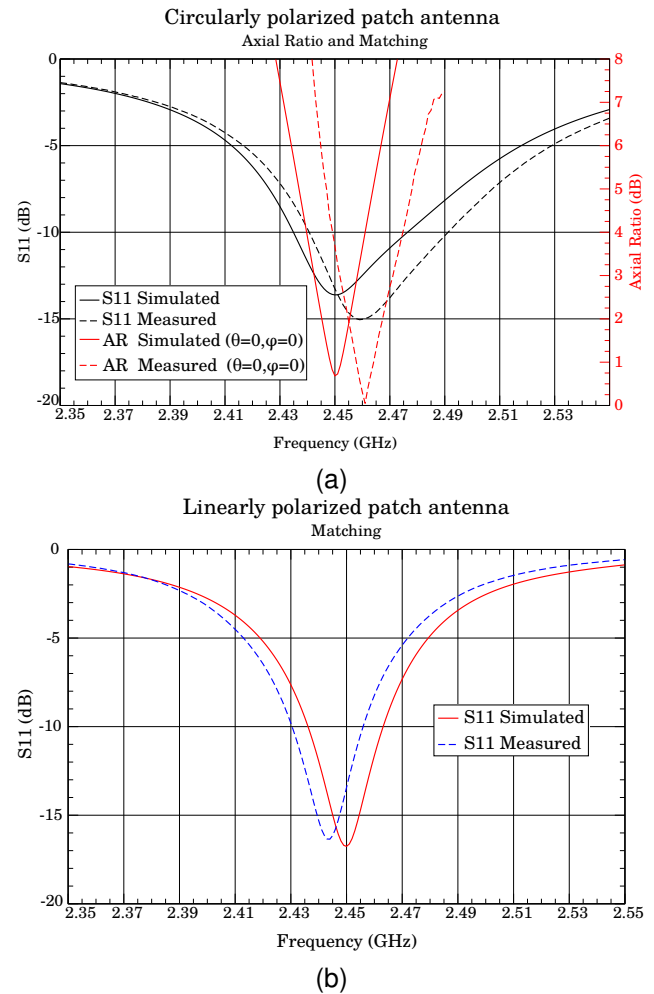 Circularly polarized patch antenna
Axial Ratio and Matching
0
-5
-10
-15
-20
S11 (dB)
8
7
6
5
4
3
2
1
0
Axial Ratio (dB)
S11 Simulated
S11 Measured
AR Simulated (θ=0,φ=0)
AR Measured (θ=0,φ=0)
2.35 2.37 2.39 2.41 2.43 2.45 2.47 2.49 2.51 2.53
Frequency (GHz)
(a)
Linearly polarized patch antenna
Matching
0
-5
-10
-15
-20
S11 (dB)
S11 Simulated
S11 Measured
2.35 2.37 2.39 2.41 2.43 2.45 2.47 2.49 2.51 2.53 2.55
Frequency (GHz)
(b)